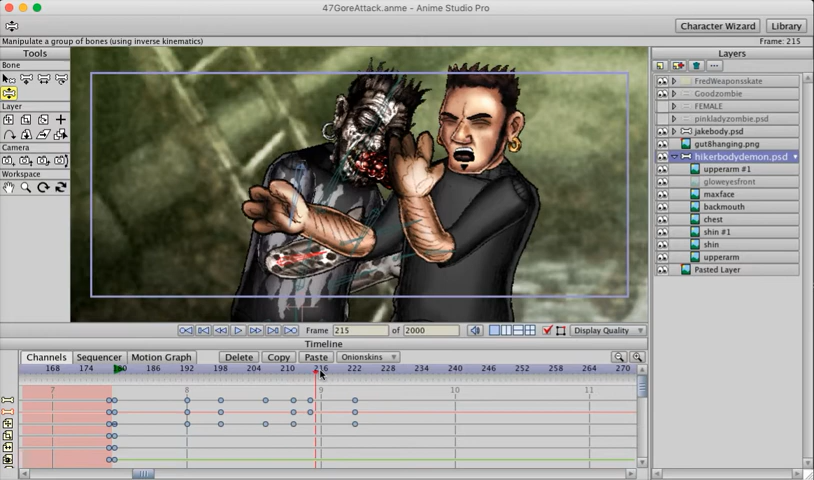 47GoreAttack.anme - Anime Studio Pro
Character Wizard
Library
Manipulate a group of bones (using inverse kinematics)
Frame: 215
Tools
Bone
Layer
Camera
Workspace
Layers
FredWeaponsskate
Goodzombie
FEMALE
pinkladyzombie.psd
jakebody.psd
gut8hanging.png
hikerbodydemon.psd
upperarm #1
gloweyesfront
maxface
backmouth
chest
shin #1
shin
upperarm
Pasted Layer
Frame 215 of 2000
Display Quality
Timeline
Channels Sequencer Motion Graph Delete Copy Paste Onionskins
168 174 180 186 192 198 204 210 216 222 228 234 240 246 252 258 264 270
7 8 9 10 11